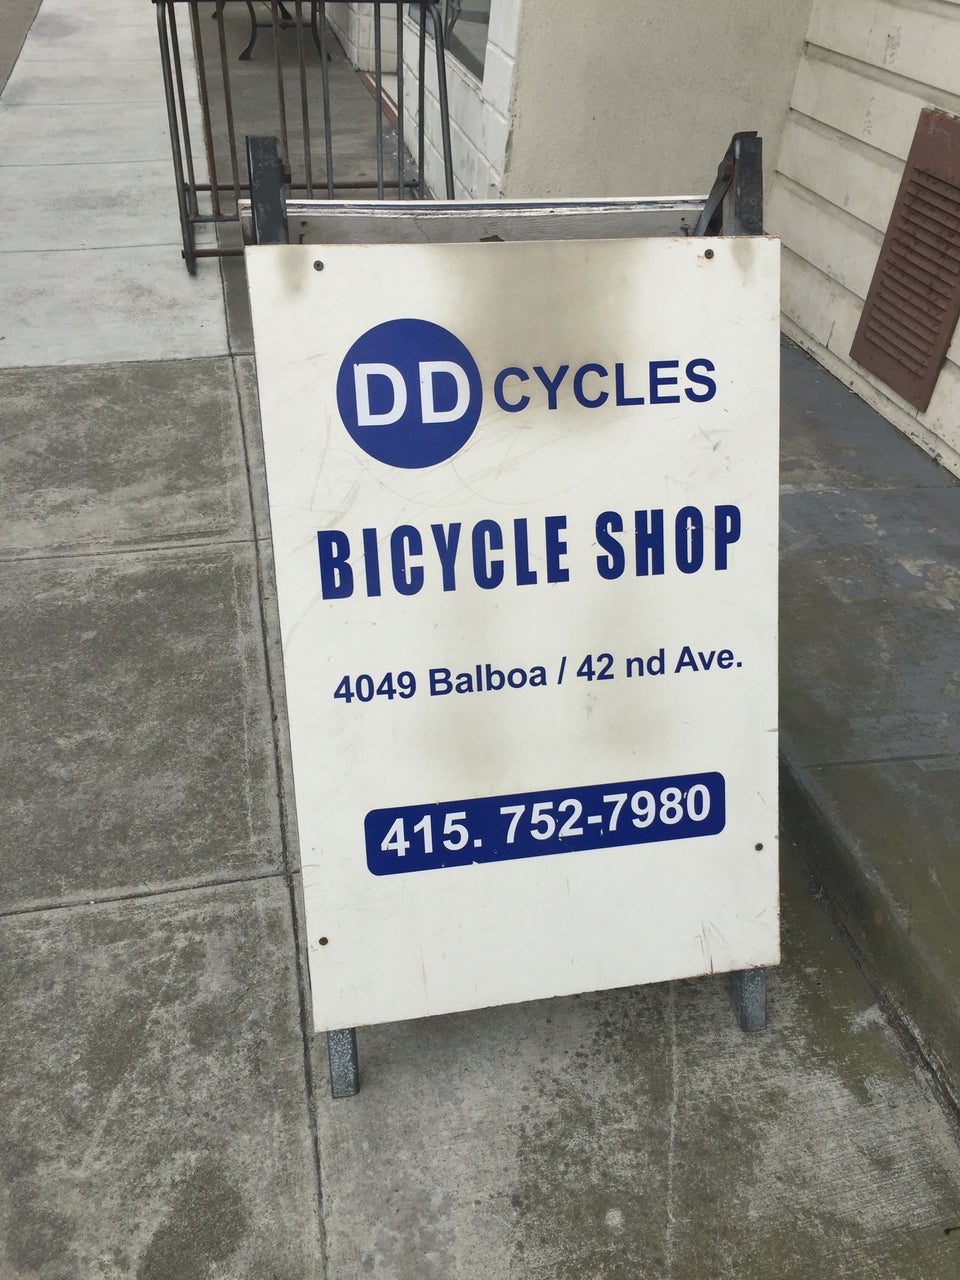 DD CYCLES
BICYCLE SHOP
4049 Balboa / 42 nd Ave.
415. 752-7980